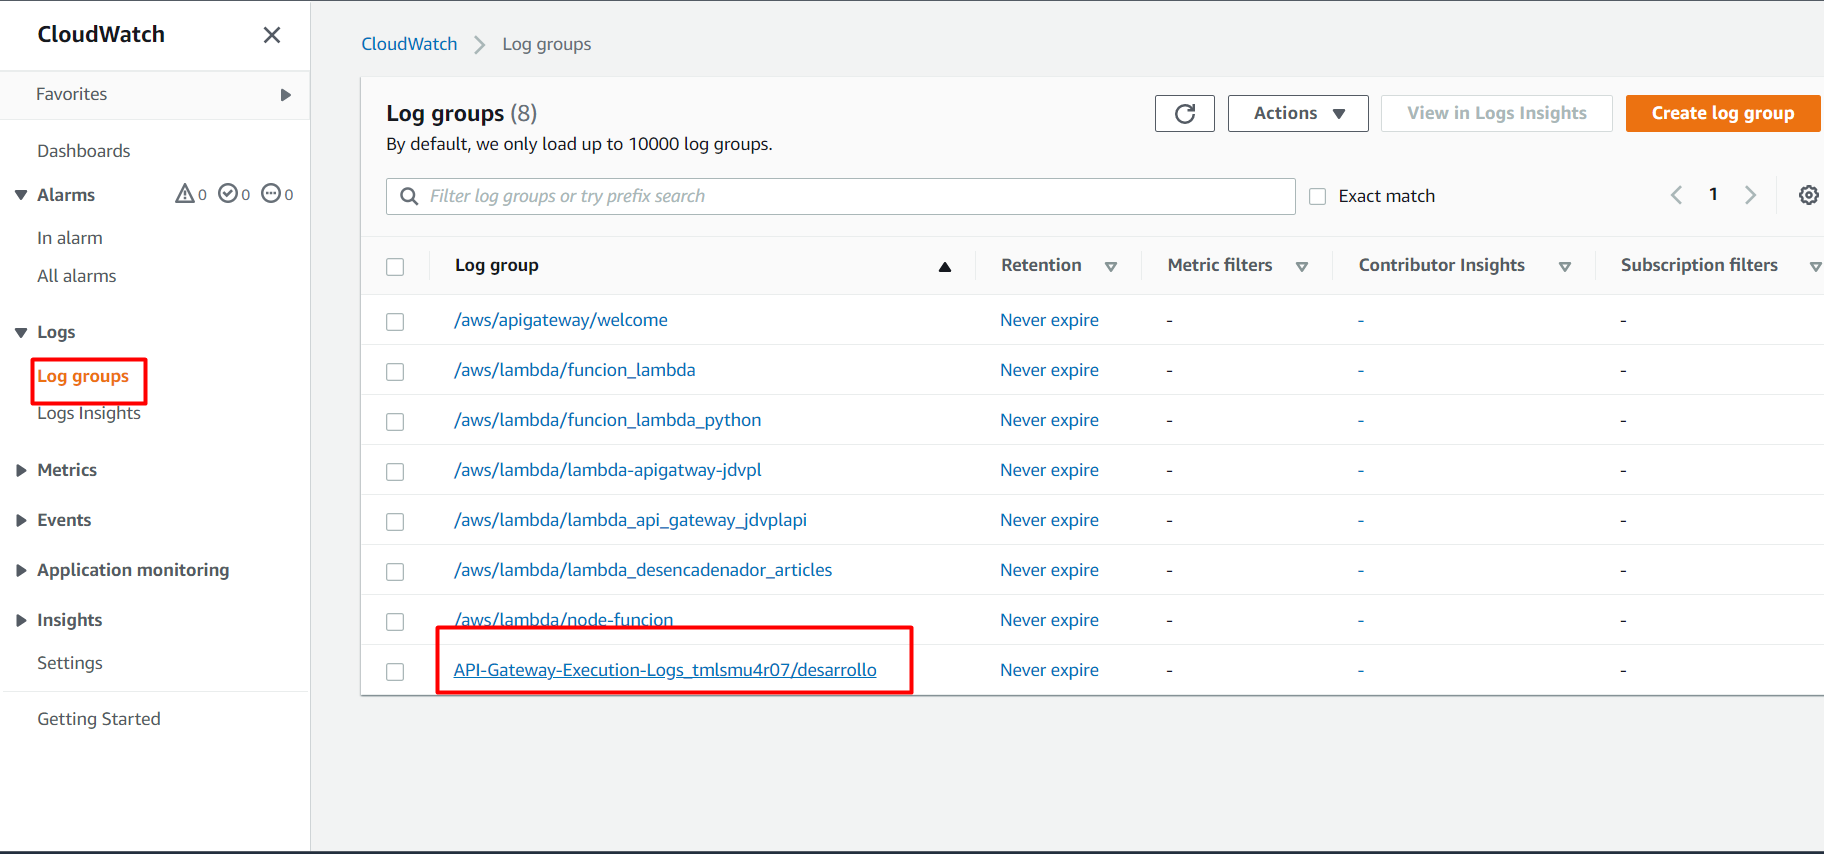 CloudWatch
Favorites
Dashboards
Alarms 0 0 0
In alarm
All alarms
Logs
Log groups
Logs Insights
Metrics
Events
Application monitoring
Insights
Settings
Getting Started
CloudWatch Log groups
Log groups (8)
By default, we only load up to 10000 log groups.
Actions View in Logs Insights Create log group
Filter log groups or try prefix search Exact match 1
Log group Retention Metric filters Contributor Insights Subscription filters
/aws/apigateway/welcome Never expire - - -
/aws/lambda/funcion_lambda Never expire - - -
/aws/lambda/funcion_lambda_python Never expire - - -
/aws/lambda/lambda-apigatway-jdvpl Never expire - - -
/aws/lambda/lambda_api_gateway_jdvplapi Never expire - - -
/aws/lambda/lambda_desencadenador_articles Never expire - - -
/aws/lambda/node-funcion Never expire - - -
API-Gateway-Execution-Logs_tmlsmu4r07/desarrollo Never expire - - -